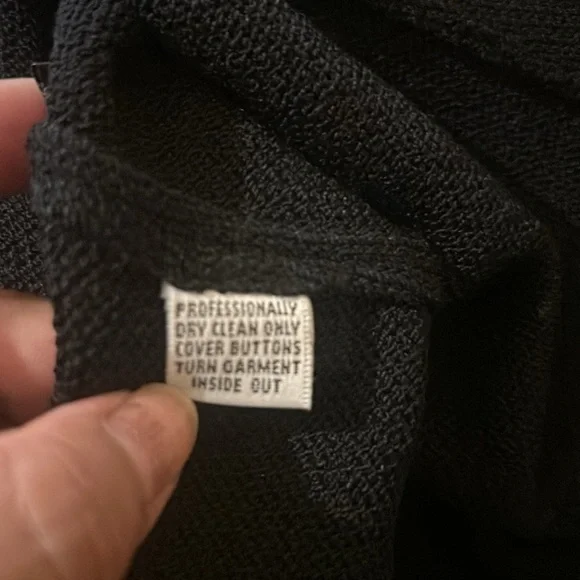 PROFESSIONALLY
DRY CLEAN ONLY
COVER BUTTONS
TURN GARMENT
INSIDE OUT